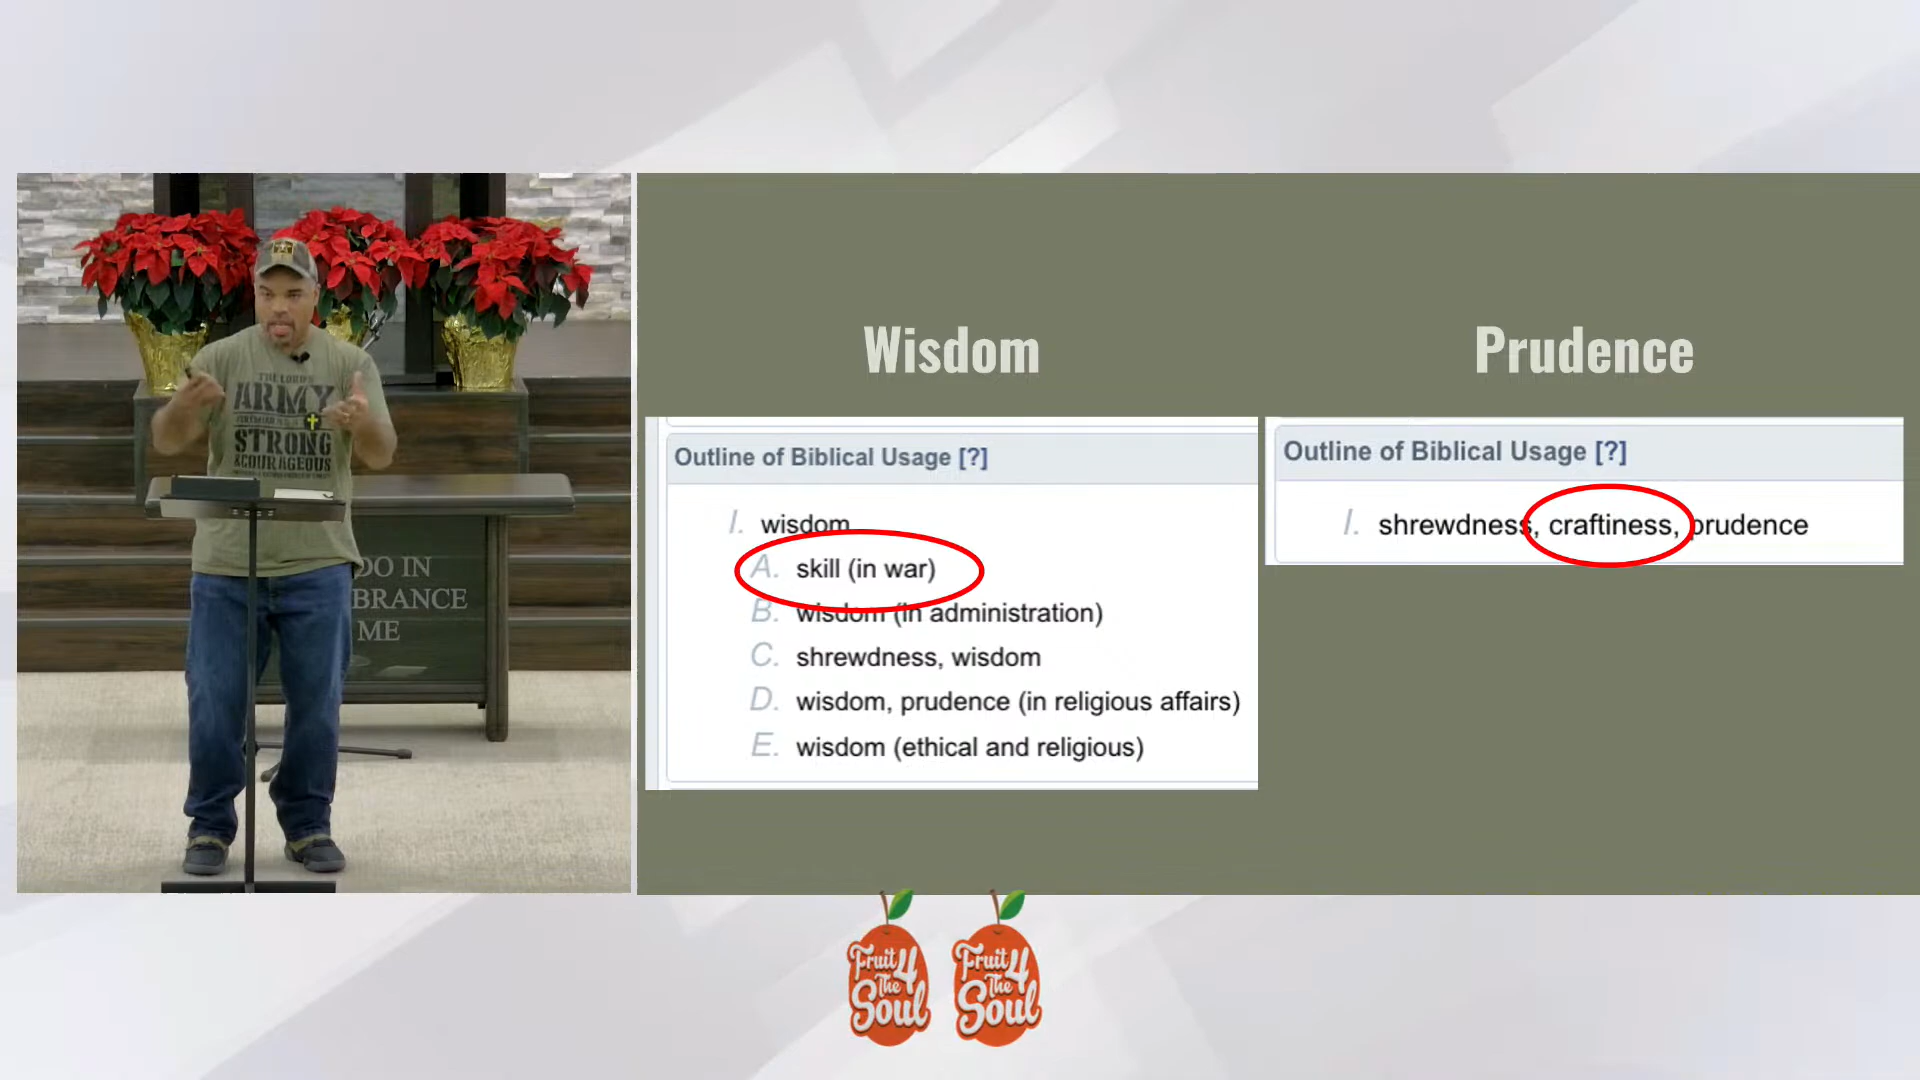 THE LORD'S
ARMY
STRONG
&COURAGEOUS
DO IN
BRANCE
ME
Wisdom
Outline of Biblical Usage [?]
I. wisdom
A. skill (in war)
B. wisdom (in administration)
C. shrewdness, wisdom
D. wisdom, prudence (in religious affairs)
E. wisdom (ethical and religious)
Prudence
Outline of Biblical Usage [?]
I. shrewdness, craftiness, prudence
Fruit 4
The
Soul
Fruit 4
The
Soul